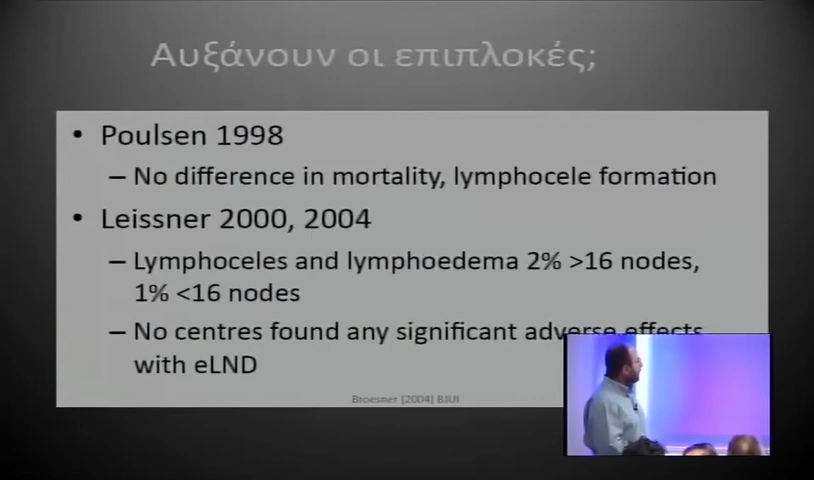 Αυξάνουν οι επιπλοκές;
• Poulsen 1998
– No difference in mortality, lymphocele formation
• Leissner 2000, 2004
– Lymphoceles and lymphoedema 2% >16 nodes,
1% <16 nodes
– No centres found any significant adverse effects
with eLND
Broesner (2004) BJUI